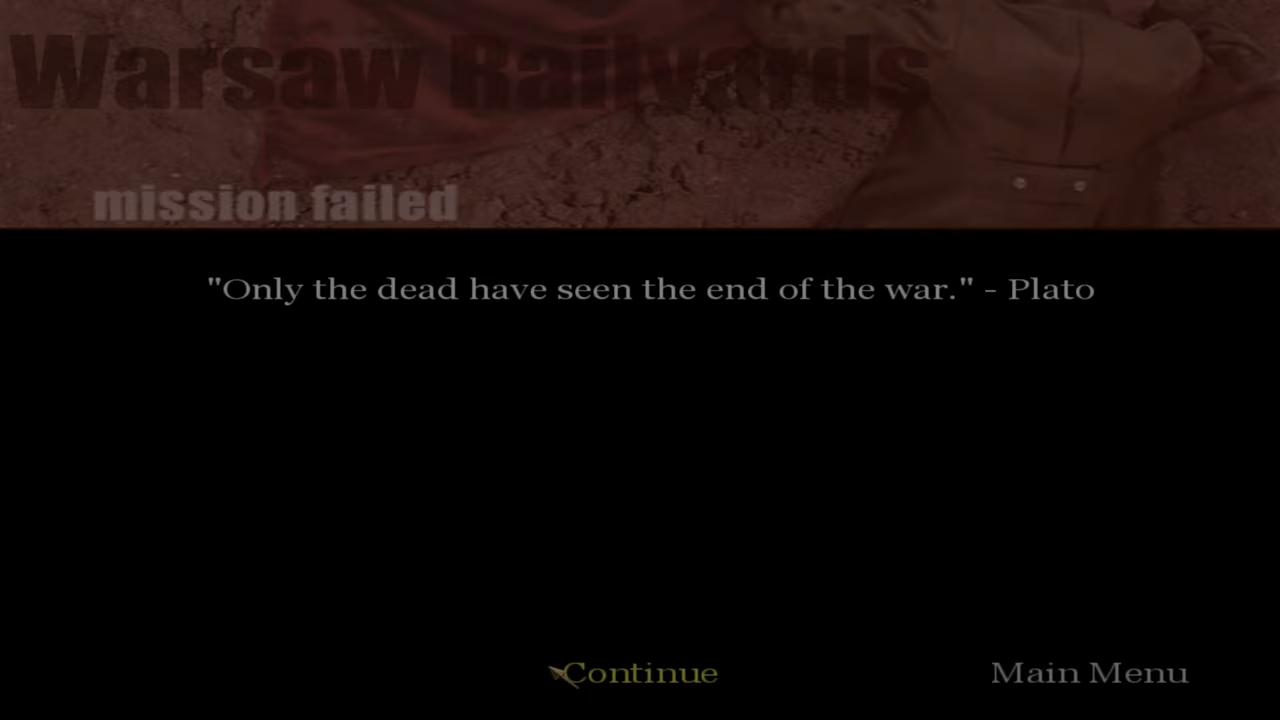 Warsaw Railyards
mission failed
"Only the dead have seen the end of the war." - Plato
Continue
Main Menu